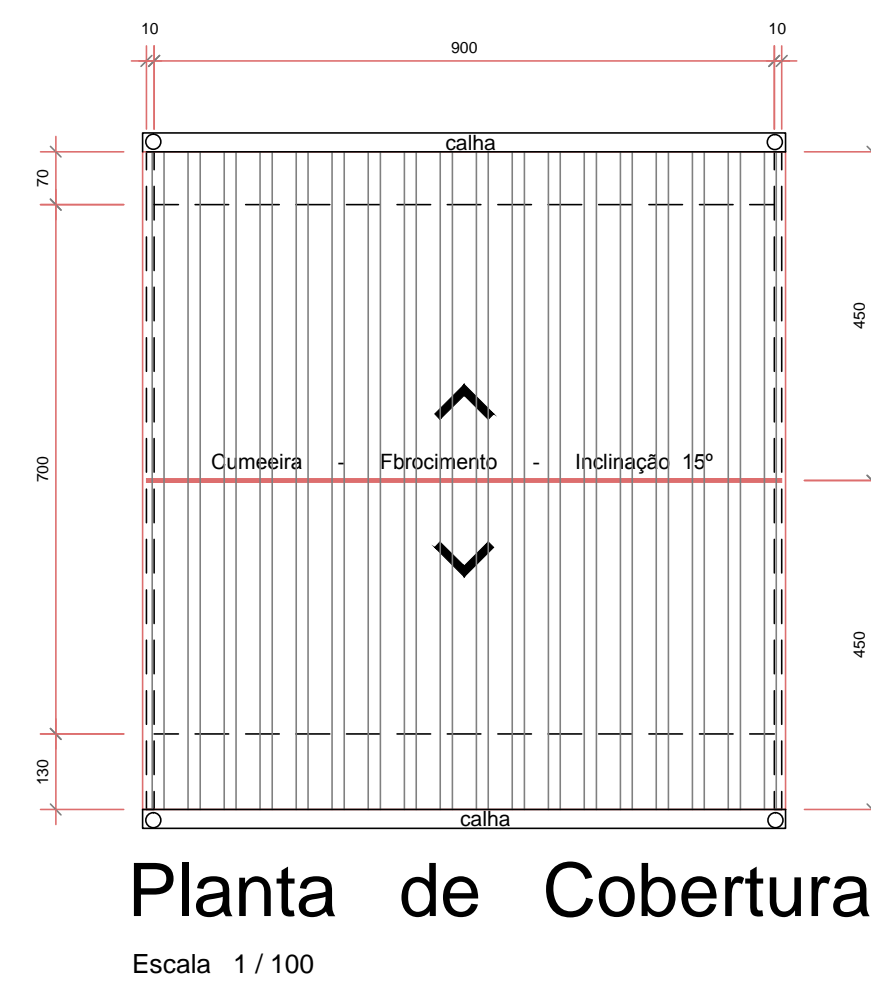 10 10
900
calha
70
450
Cumeeira - Fbrocimento - Inclinação 15º
700
450
130
calha
Planta de Cobertura
Escala 1 / 100